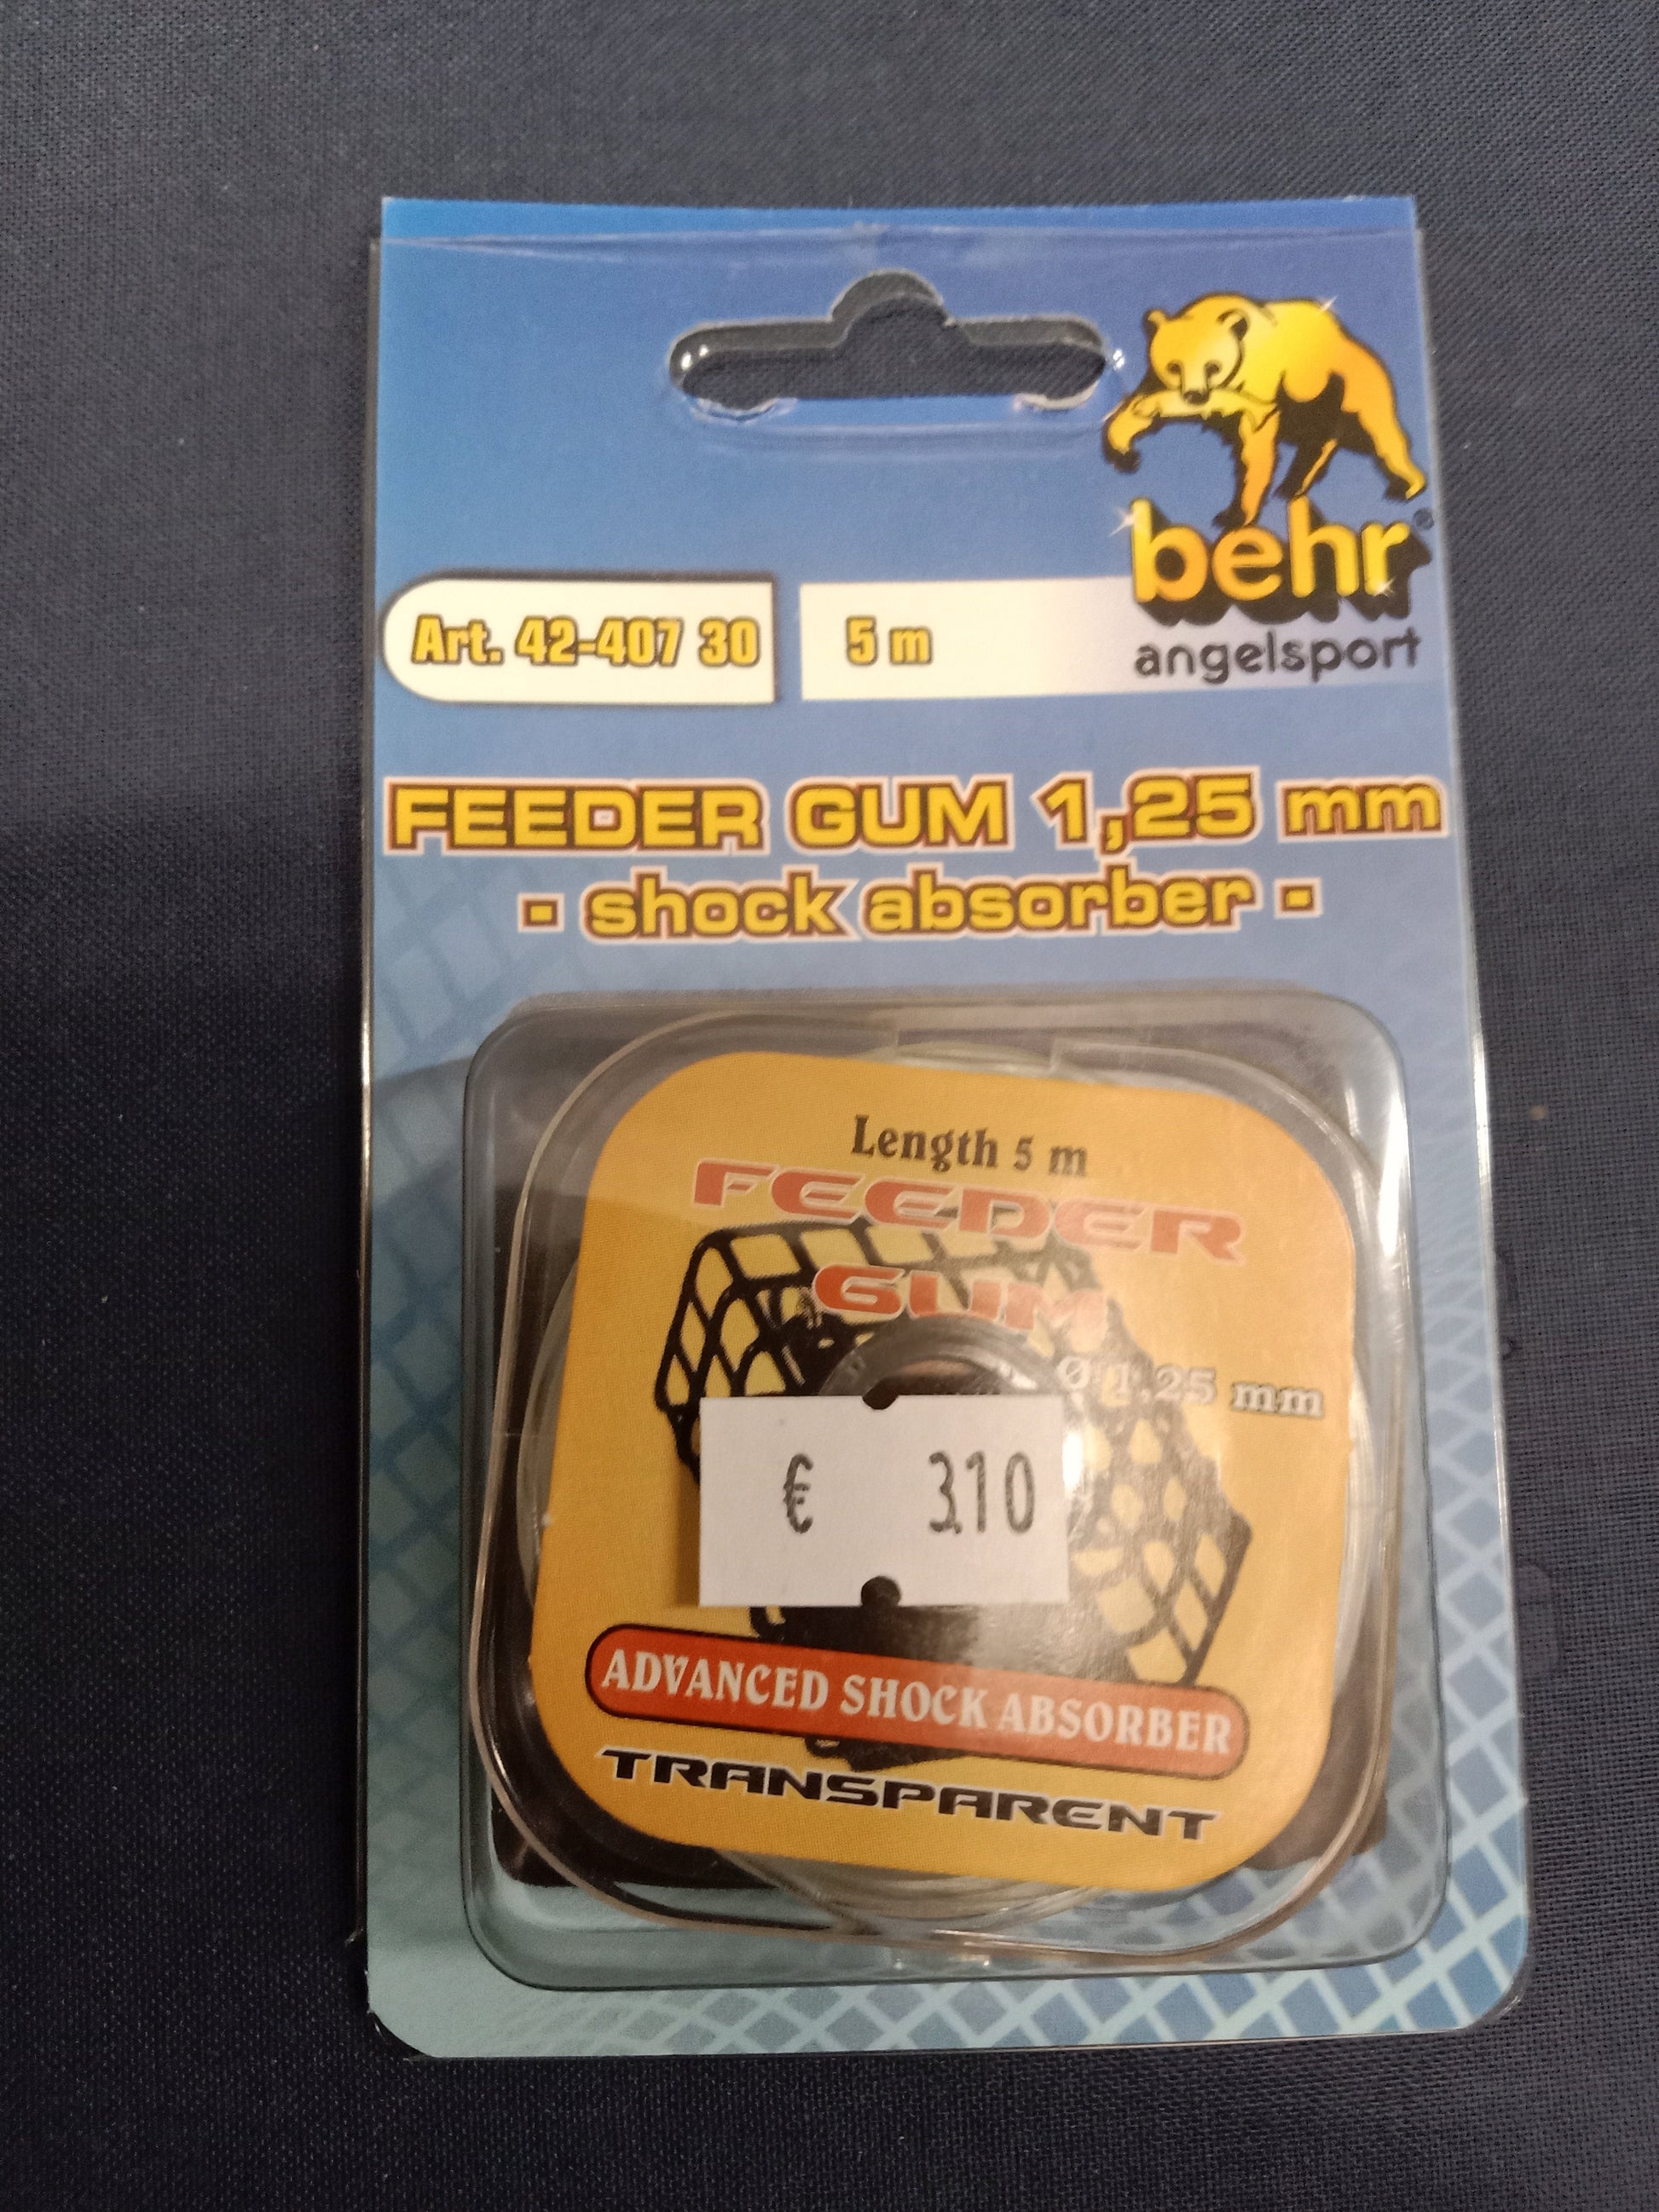 behr®
angelsport
Art. 42-407 30
5 m
FEEDER GUM 1,25 mm
- shock absorber -
Length 5 m
FEEDER
GUM
Ø 1,25 mm
€ 3.10
ADVANCED SHOCK ABSORBER
TRANSPARENT